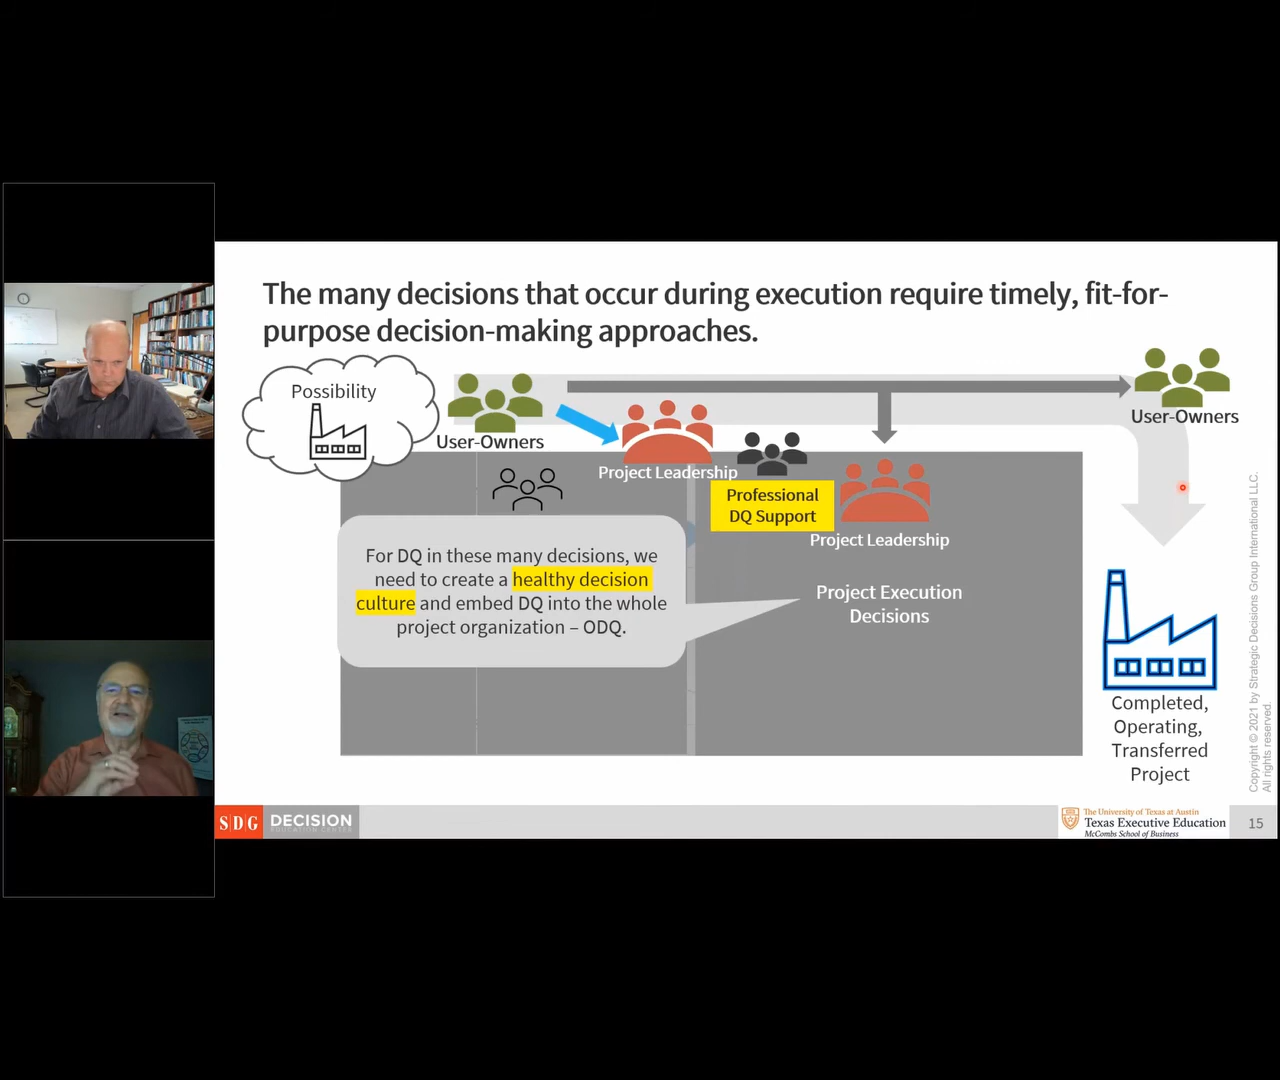 The many decisions that occur during execution require timely, fit-for-
purpose decision-making approaches.
Possibility
User-Owners
User-Owners
Project Leadership
Professional
DQ Support
Project Leadership
For DQ in these many decisions, we
need to create a healthy decision
culture and embed DQ into the whole
project organization – ODQ.
Project Execution
Decisions
Completed,
Operating,
Transferred
Project
Copyright © 2021 by Strategic Decisions Group International LLC.
All rights reserved.
SDG
DECISION
EDUCATION CENTER
The University of Texas at Austin
Texas Executive Education
McCombs School of Business
15